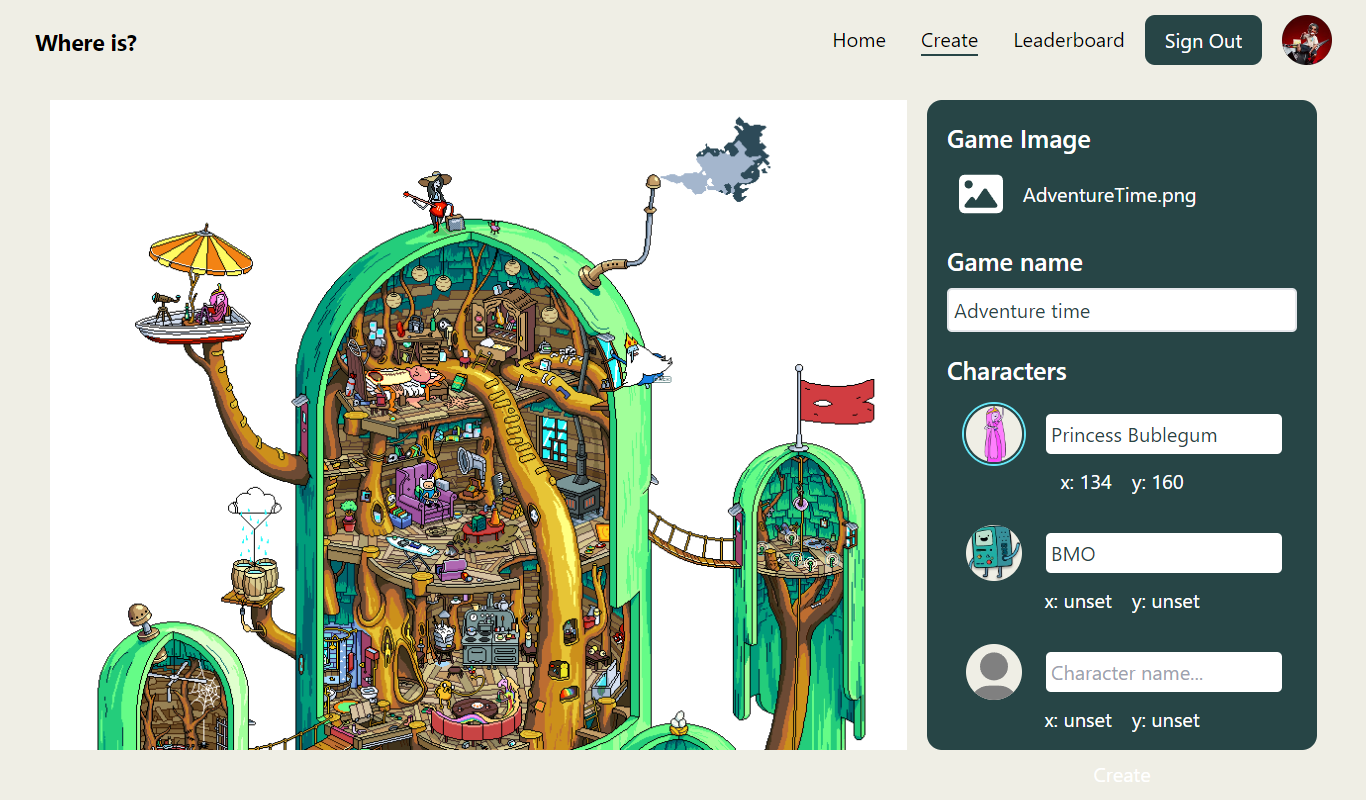 Where is?
Home
Create
Leaderboard
Sign Out
Game Image
AdventureTime.png
Game name
Adventure time
Characters
Princess Bublegum
x: 134 y: 160
BMO
x: unset y: unset
Character name...
x: unset y: unset
Create